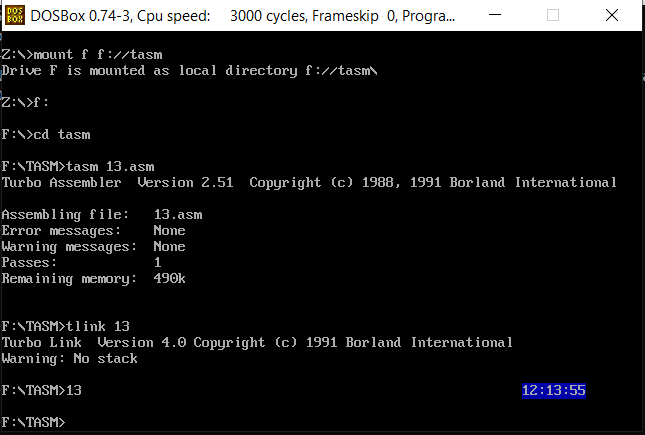 DOS
BOX
DOSBox 0.74-3, Cpu speed: 3000 cycles, Frameskip 0, Progra...
Z:\>mount f f://tasm
Drive F is mounted as local directory f://tasm\
Z:\>f:
F:\>cd tasm
F:\TASM>tasm 13.asm
Turbo Assembler Version 2.51 Copyright (c) 1988, 1991 Borland International
Assembling file: 13.asm
Error messages: None
Warning messages: None
Passes: 1
Remaining memory: 490k
F:\TASM>tlink 13
Turbo Link Version 4.0 Copyright (c) 1991 Borland International
Warning: No stack
F:\TASM>13 12:13:55
F:\TASM>